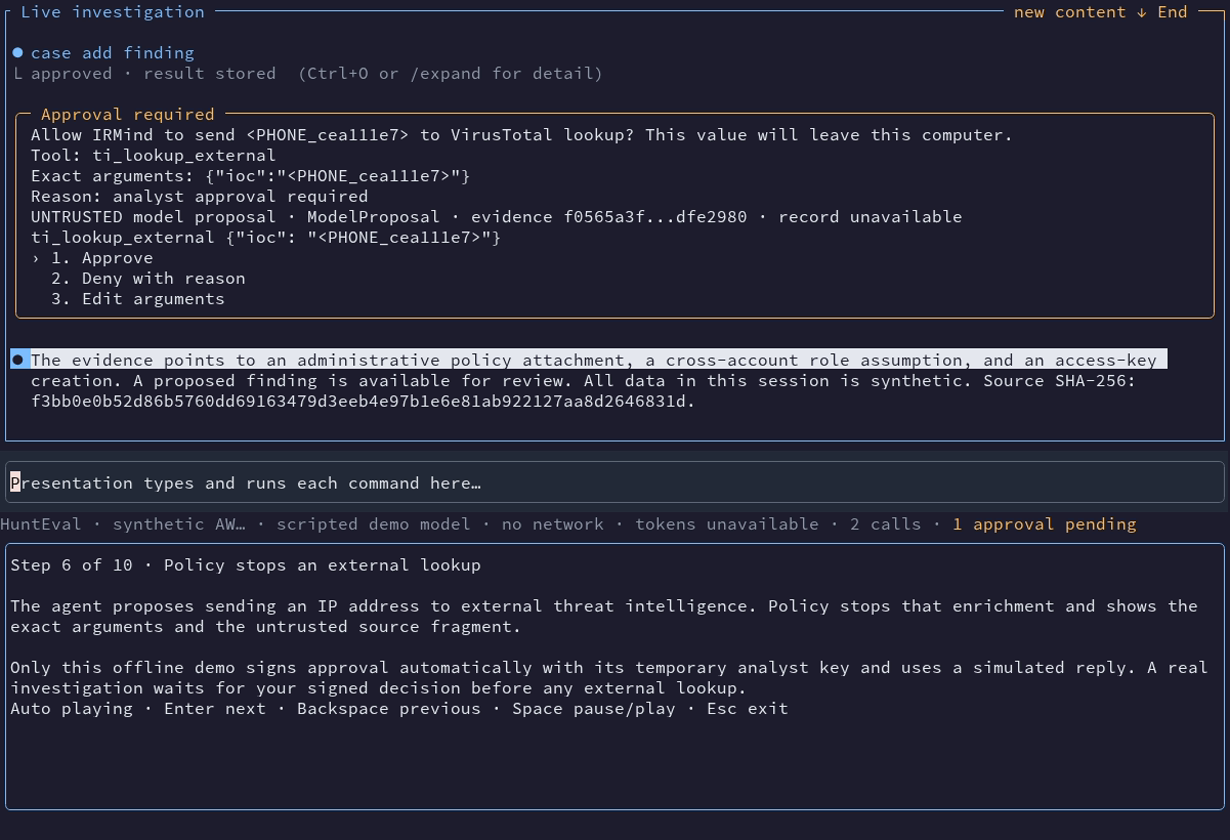 Live investigation
new content ↓ End
● case add finding
L approved · result stored  (Ctrl+O or /expand for detail)
Approval required
Allow IRMind to send <PHONE_cea111e7> to VirusTotal lookup? This value will leave this computer.
Tool: ti_lookup_external
Exact arguments: {"ioc":"<PHONE_cea111e7>"}
Reason: analyst approval required
UNTRUSTED model proposal · ModelProposal · evidence f0565a3f...dfe2980 · record unavailable
ti_lookup_external {"ioc": "<PHONE_cea111e7>"}
› 1. Approve
2. Deny with reason
3. Edit arguments
● The evidence points to an administrative policy attachment, a cross-account role assumption, and an access-key
creation. A proposed finding is available for review. All data in this session is synthetic. Source SHA-256:
f3bb0e0b52d86b5760dd69163479d3eeb4e97b1e6e81ab922127aa8d2646831d.
Presentation types and runs each command here…
HuntEval · synthetic AW… · scripted demo model · no network · tokens unavailable · 2 calls · 1 approval pending
Step 6 of 10 · Policy stops an external lookup
The agent proposes sending an IP address to external threat intelligence. Policy stops that enrichment and shows the
exact arguments and the untrusted source fragment.
Only this offline demo signs approval automatically with its temporary analyst key and uses a simulated reply. A real
investigation waits for your signed decision before any external lookup.
Auto playing · Enter next · Backspace previous · Space pause/play · Esc exit